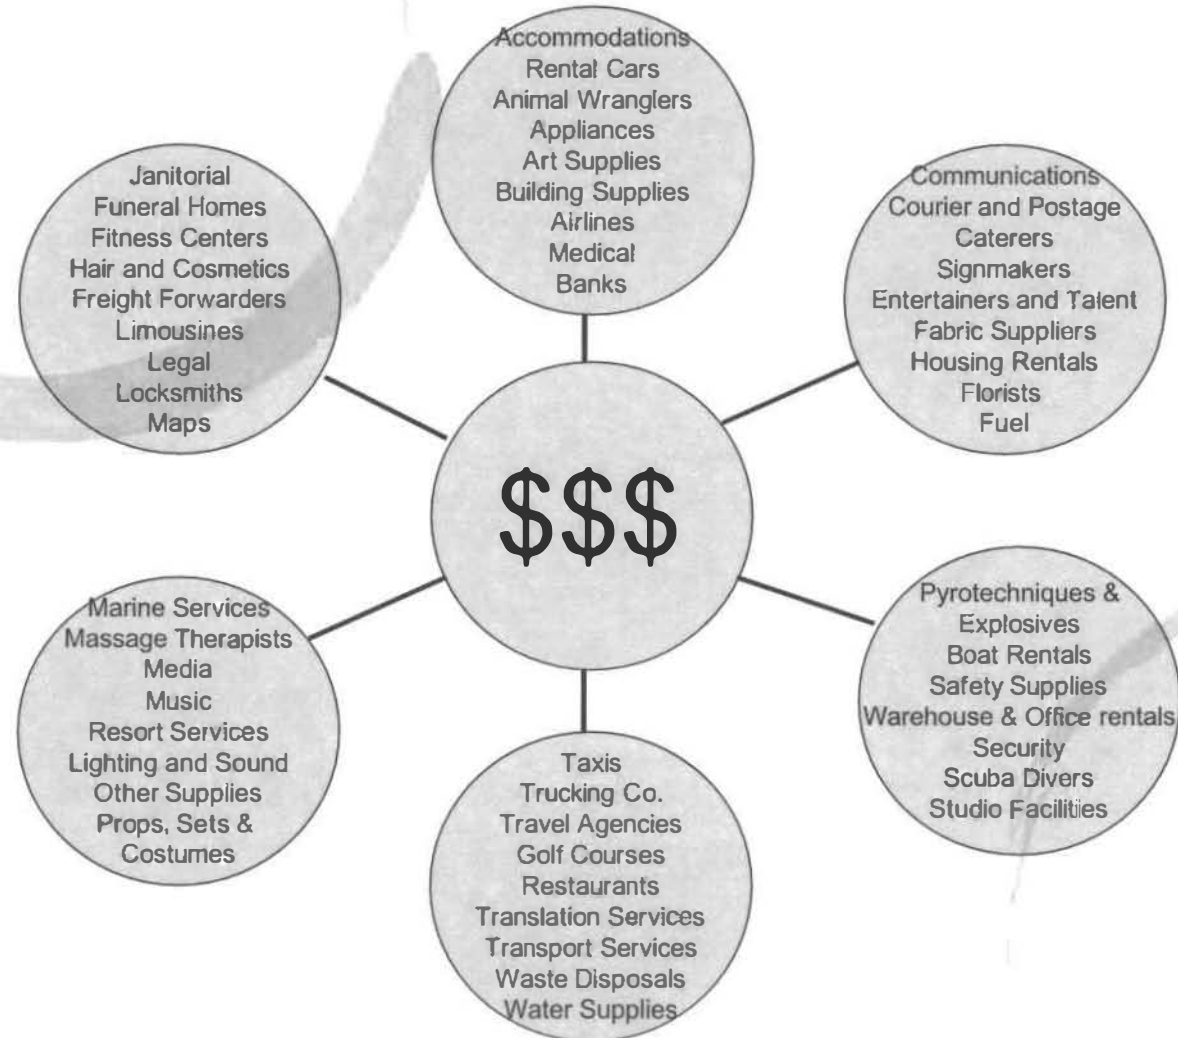 Accommodations
Rental Cars
Animal Wranglers
Appliances
Art Supplies
Building Supplies
Airlines
Medical
Banks
Janitorial
Funeral Homes
Fitness Centers
Hair and Cosmetics
Freight Forwarders
Limousines
Legal
Locksmiths
Maps
Communications
Courier and Postage
Caterers
Signmakers
Entertainers and Talent
Fabric Suppliers
Housing Rentals
Florists
Fuel
$$$
Marine Services
Massage Therapists
Media
Music
Resort Services
Lighting and Sound
Other Supplies
Props, Sets &
Costumes
Pyrotechniques &
Explosives
Boat Rentals
Safety Supplies
Warehouse & Office rentals
Security
Scuba Divers
Studio Facilities
Taxis
Trucking Co.
Travel Agencies
Golf Courses
Restaurants
Translation Services
Transport Services
Waste Disposals
Water Supplies